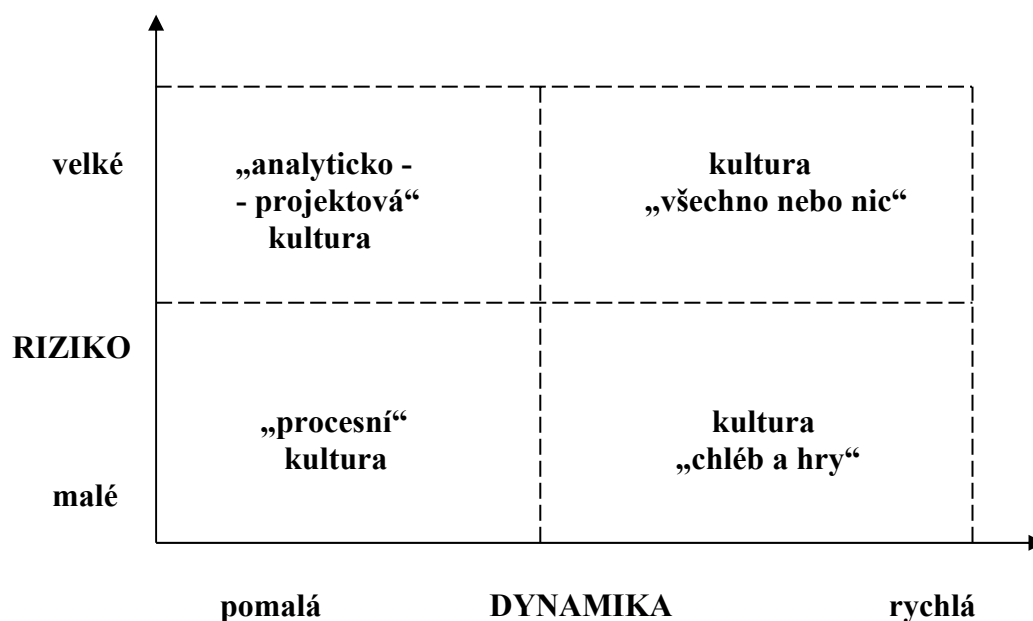 velké
„analyticko -
- projektová“
kultura
kultura
„všechno nebo nic“
RIZIKO
„procesní“
kultura
kultura
„chléb a hry“
malé
pomalá
DYNAMIKA
rychlá